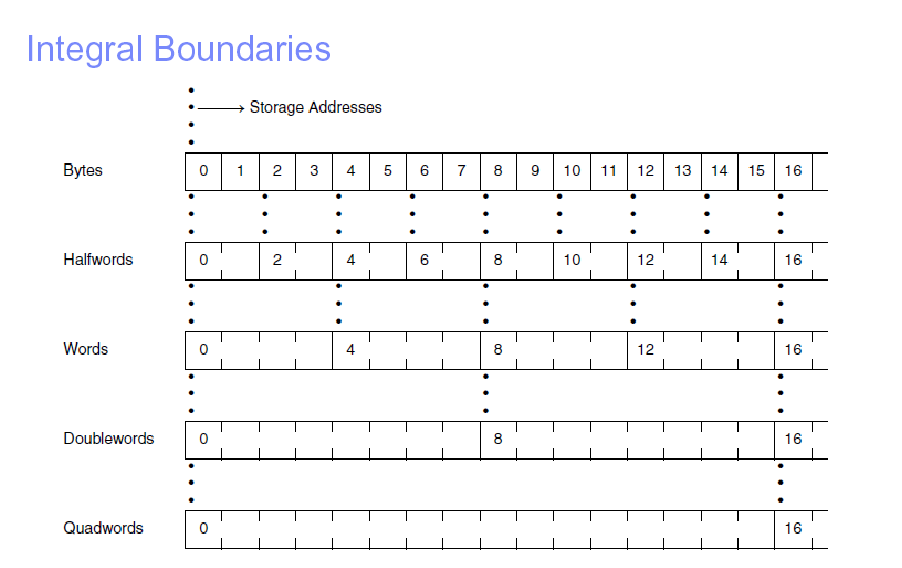 Integral Boundaries
Storage Addresses
Bytes 0 1 2 3 4 5 6 7 8 9 10 11 12 13 14 15 16
Halfwords 0 2 4 6 8 10 12 14 16
Words 0 4 8 12 16
Doublewords 0 8 16
Quadwords 0 16